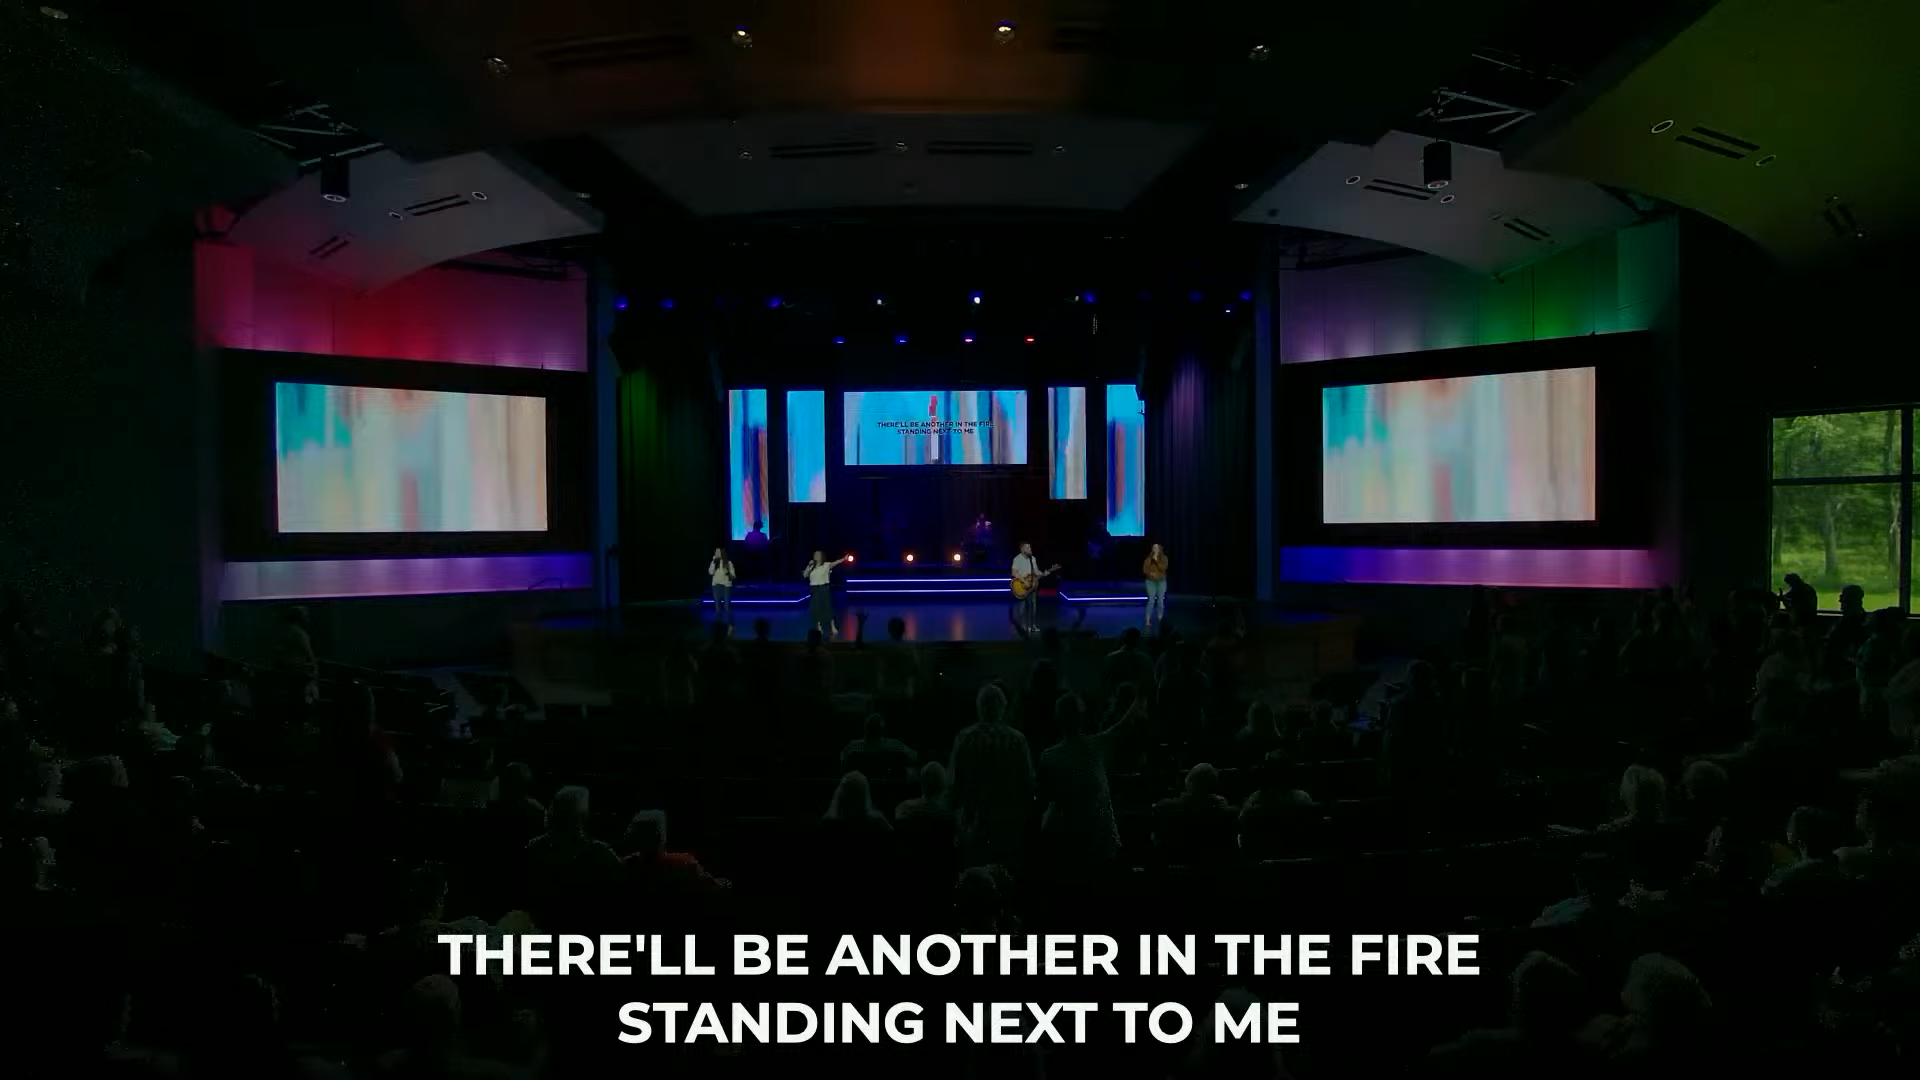 THERE'LL BE ANOTHER IN THE FIRE
STANDING NEXT TO ME
THERE'LL BE ANOTHER IN THE FIRE
STANDING NEXT TO ME